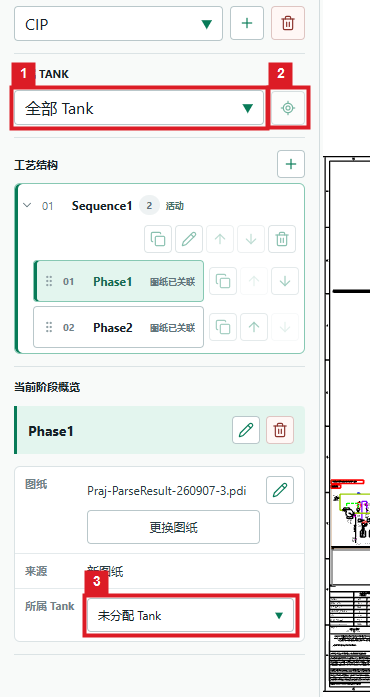 CIP
1
TANK
2
全部 Tank
工艺结构
01 Sequence1 2 活动
01 Phase1 图纸已关联
02 Phase2 图纸已关联
当前阶段概览
Phase1
图纸
Praj-ParseResult-260907-3.pdi
更换图纸
来源 新图纸
3
所属 Tank
未分配 Tank